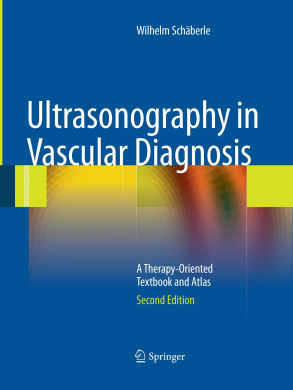 Wilhelm Schäberle
Ultrasonography in
Vascular Diagnosis
A Therapy-Oriented
Textbook and Atlas
Second Edition
Springer